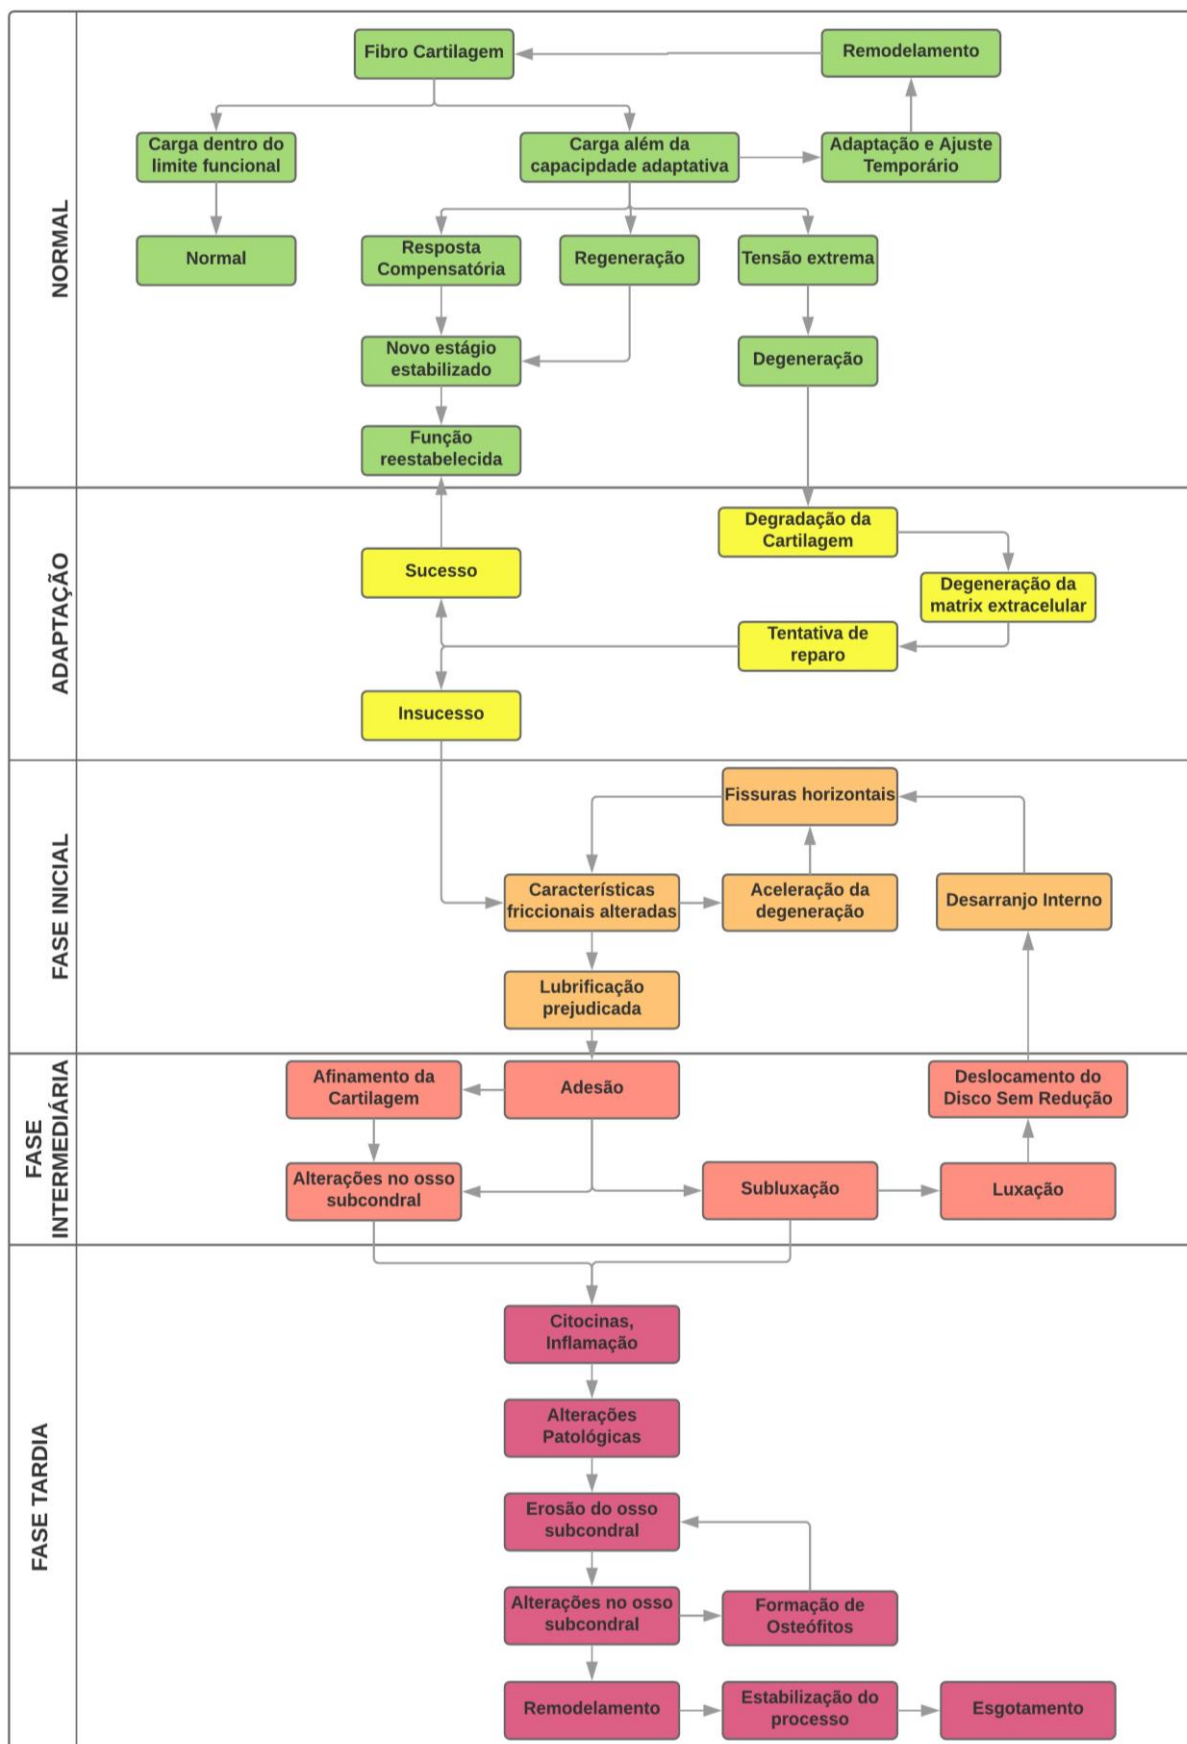 NORMAL
Fibro Cartilagem
Remodelamento
Carga dentro do
limite funcional
Carga além da
capacipdade adaptativa
Adaptação e Ajuste
Temporário
Normal
Resposta
Compensatória
Regeneração
Tensão extrema
Novo estágio
estabilizado
Degeneração
Função
reestabelecida
ADAPTAÇÃO
Degradação da
Cartilagem
Sucesso
Degeneração da
matrix extracelular
Tentativa de
reparo
Insucesso
FASE INICIAL
Fissuras horizontais
Características
friccionais alteradas
Aceleração da
degeneração
Desarranjo Interno
Lubrificação
prejudicada
FASE
INTERMEDIÁRIA
Afinamento da
Cartilagem
Adesão
Deslocamento do
Disco Sem Redução
Alterações no osso
subcondral
Subluxação
Luxação
FASE TARDIA
Citocinas,
Inflamação
Alterações
Patológicas
Erosão do osso
subcondral
Alterações no osso
subcondral
Formação de
Osteófitos
Remodelamento
Estabilização do
processo
Esgotamento